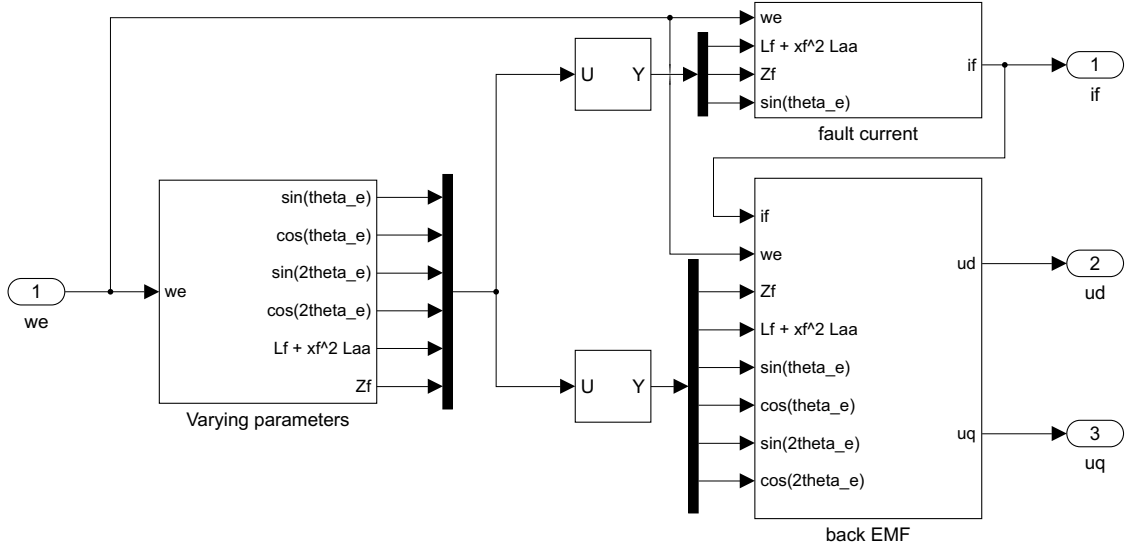 1
we
we
sin(theta_e)
cos(theta_e)
sin(2theta_e)
cos(2theta_e)
Lf + xf^2 Laa
Zf
Varying parameters
U Y
U Y
we
Lf + xf^2 Laa
Zf
sin(theta_e)
if
fault current
1
if
if
we
Zf
Lf + xf^2 Laa
sin(theta_e)
cos(theta_e)
sin(2theta_e)
cos(2theta_e)
ud
uq
back EMF
2
ud
3
uq